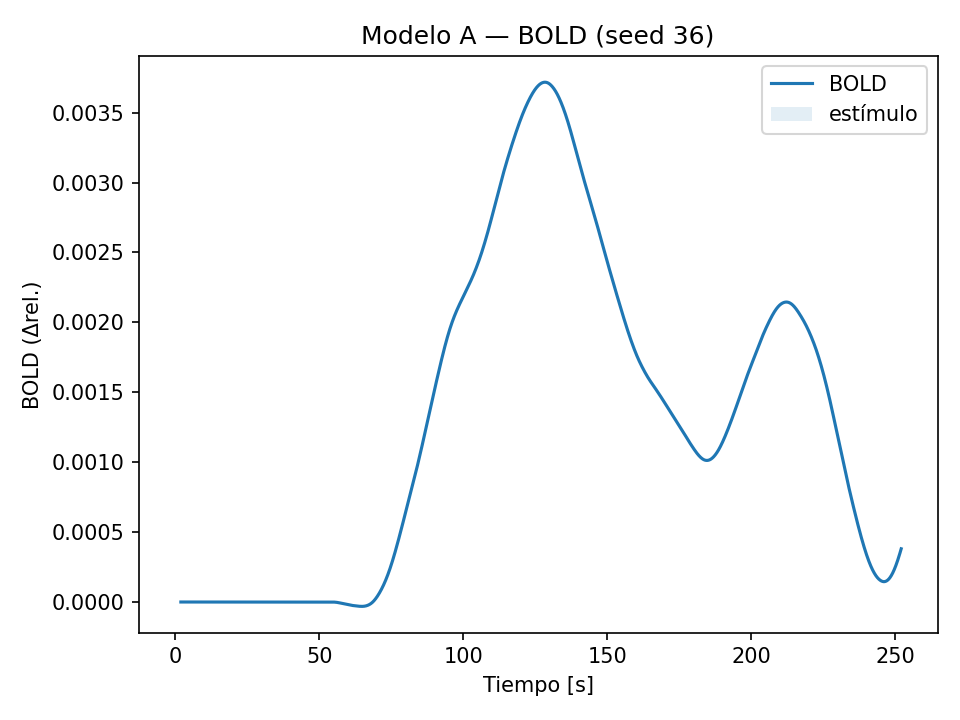 Modelo A — BOLD (seed 36)
BOLD
estímulo
BOLD (Δrel.)
0.0035
0.0030
0.0025
0.0020
0.0015
0.0010
0.0005
0.0000
0 50 100 150 200 250
Tiempo [s]